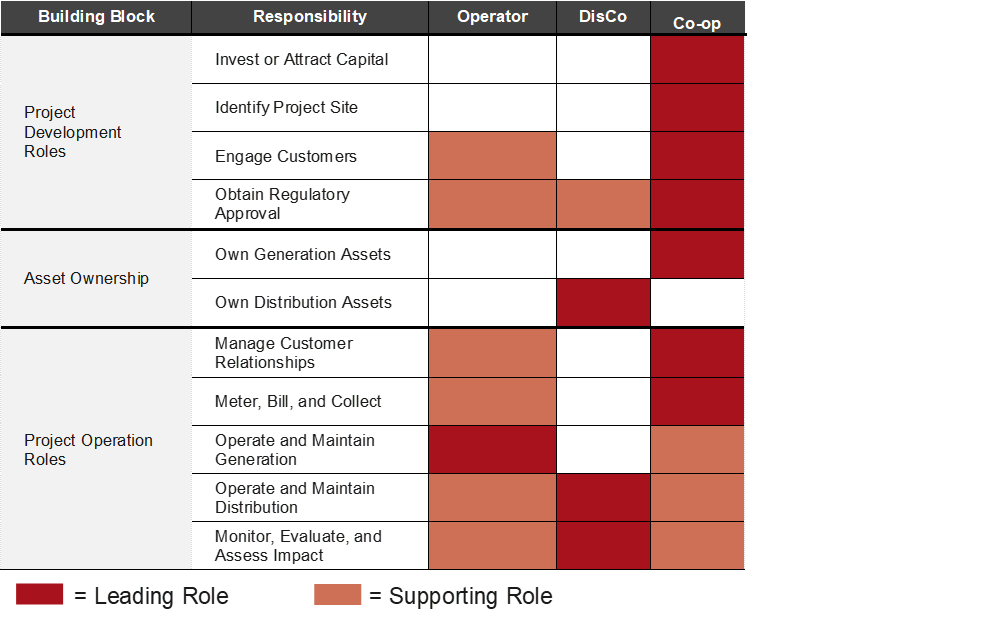 Building Block Responsibility Operator DisCo Co-op
Invest or Attract Capital
Identify Project Site
Project
Development
Roles
Engage Customers
Obtain Regulatory
Approval
Own Generation Assets
Asset Ownership
Own Distribution Assets
Manage Customer
Relationships
Meter, Bill, and Collect
Project Operation
Roles
Operate and Maintain
Generation
Operate and Maintain
Distribution
Monitor, Evaluate, and
Assess Impact
= Leading Role = Supporting Role